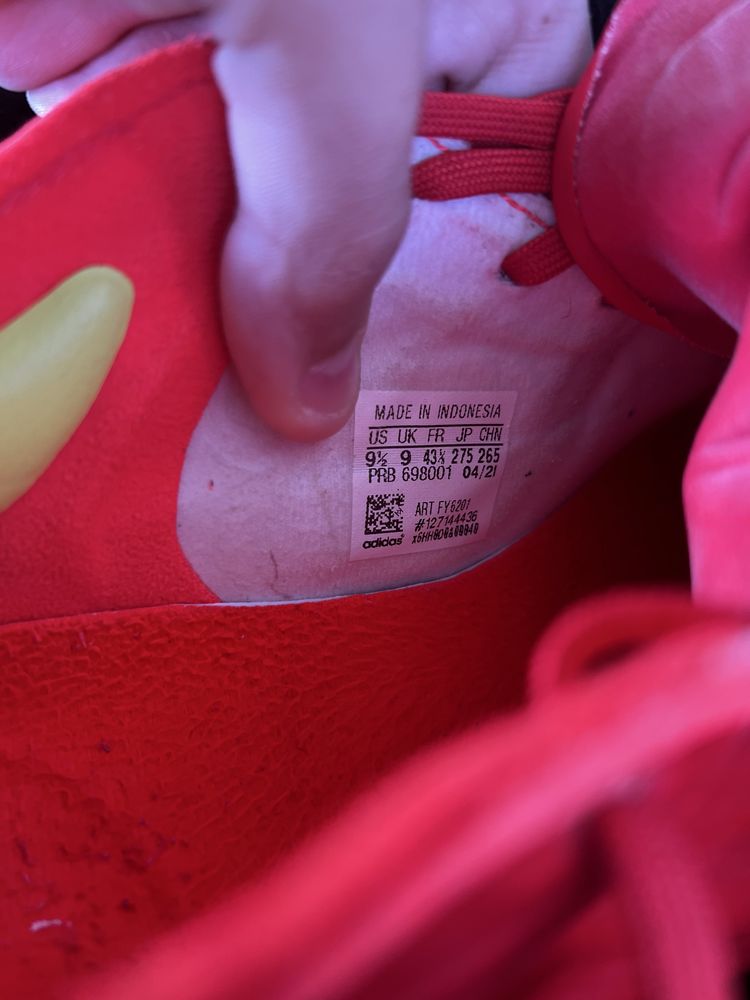 MADE IN INDONESIA
US UK FR JP CHN
9½ 9 43⅓ 275 265
PRB 698001 04/21
ART FY6201
#127144436
adidas